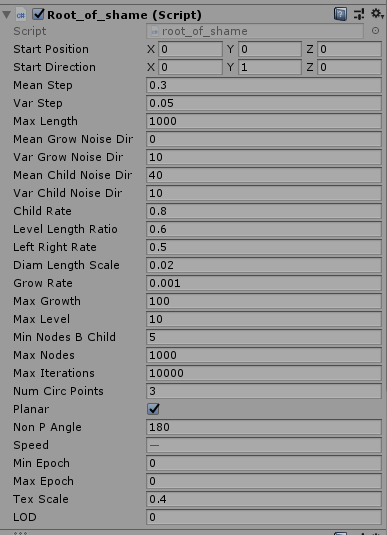 Root_of_shame (Script)
Script root_of_shame
Start Position X 0 Y 0 Z 0
Start Direction X 0 Y 1 Z 0
Mean Step 0.3
Var Step 0.05
Max Length 1000
Mean Grow Noise Dir 0
Var Grow Noise Dir 10
Mean Child Noise Dir 40
Var Child Noise Dir 10
Child Rate 0.8
Level Length Ratio 0.6
Left Right Rate 0.5
Diam Length Scale 0.02
Grow Rate 0.001
Max Growth 100
Max Level 10
Min Nodes B Child 5
Max Nodes 1000
Max Iterations 10000
Num Circ Points 3
Planar
Non P Angle 180
Speed —
Min Epoch 0
Max Epoch 0
Tex Scale 0.4
LOD 0